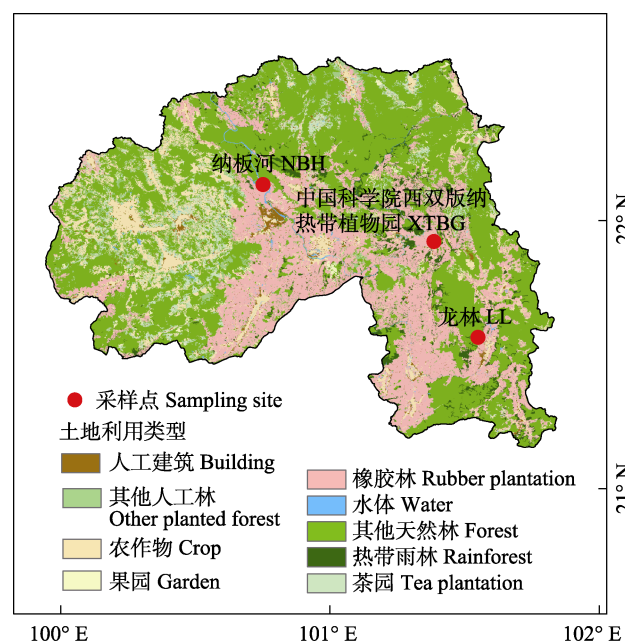 纳板河 NBH
中国科学院西双版纳
热带植物园 XTBG
22° N
龙林 LL
采样点 Sampling site
土地利用类型
人工建筑 Building
其他人工林
Other planted forest
农作物 Crop
果园 Garden
橡胶林 Rubber plantation
水体 Water
其他天然林 Forest
热带雨林 Rainforest
茶园 Tea plantation
21° N
100° E
101° E
102° E